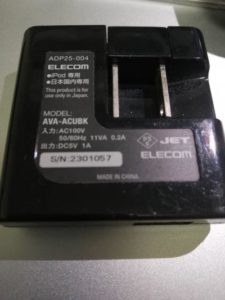 ADP25-004
ELECOM
●iPod 専用
●日本国内専用
This product is for
use only in Japan.
MODEL:
AVA-ACUBK
入力:AC100V
50/60Hz 11VA 0.2A
出力:DC5V 1A
S/N:2301057
PS
E
JET
ELECOM
MADE IN CHINA